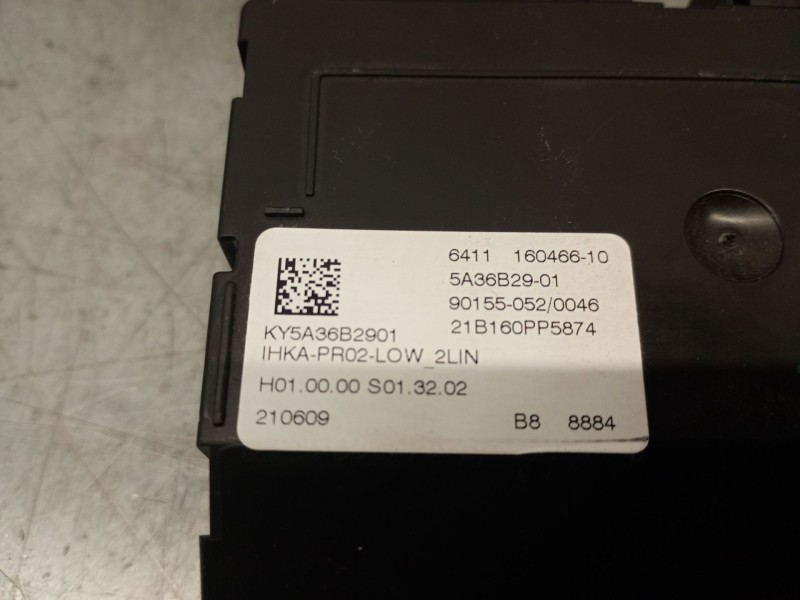 6411 160466-10
5A36B29-01
90155-052/0046
21B160PP5874
KY5A36B2901
IHKA-PR02-LOW_2LIN
H01.00.00 S01.32.02
210609 B8 8884